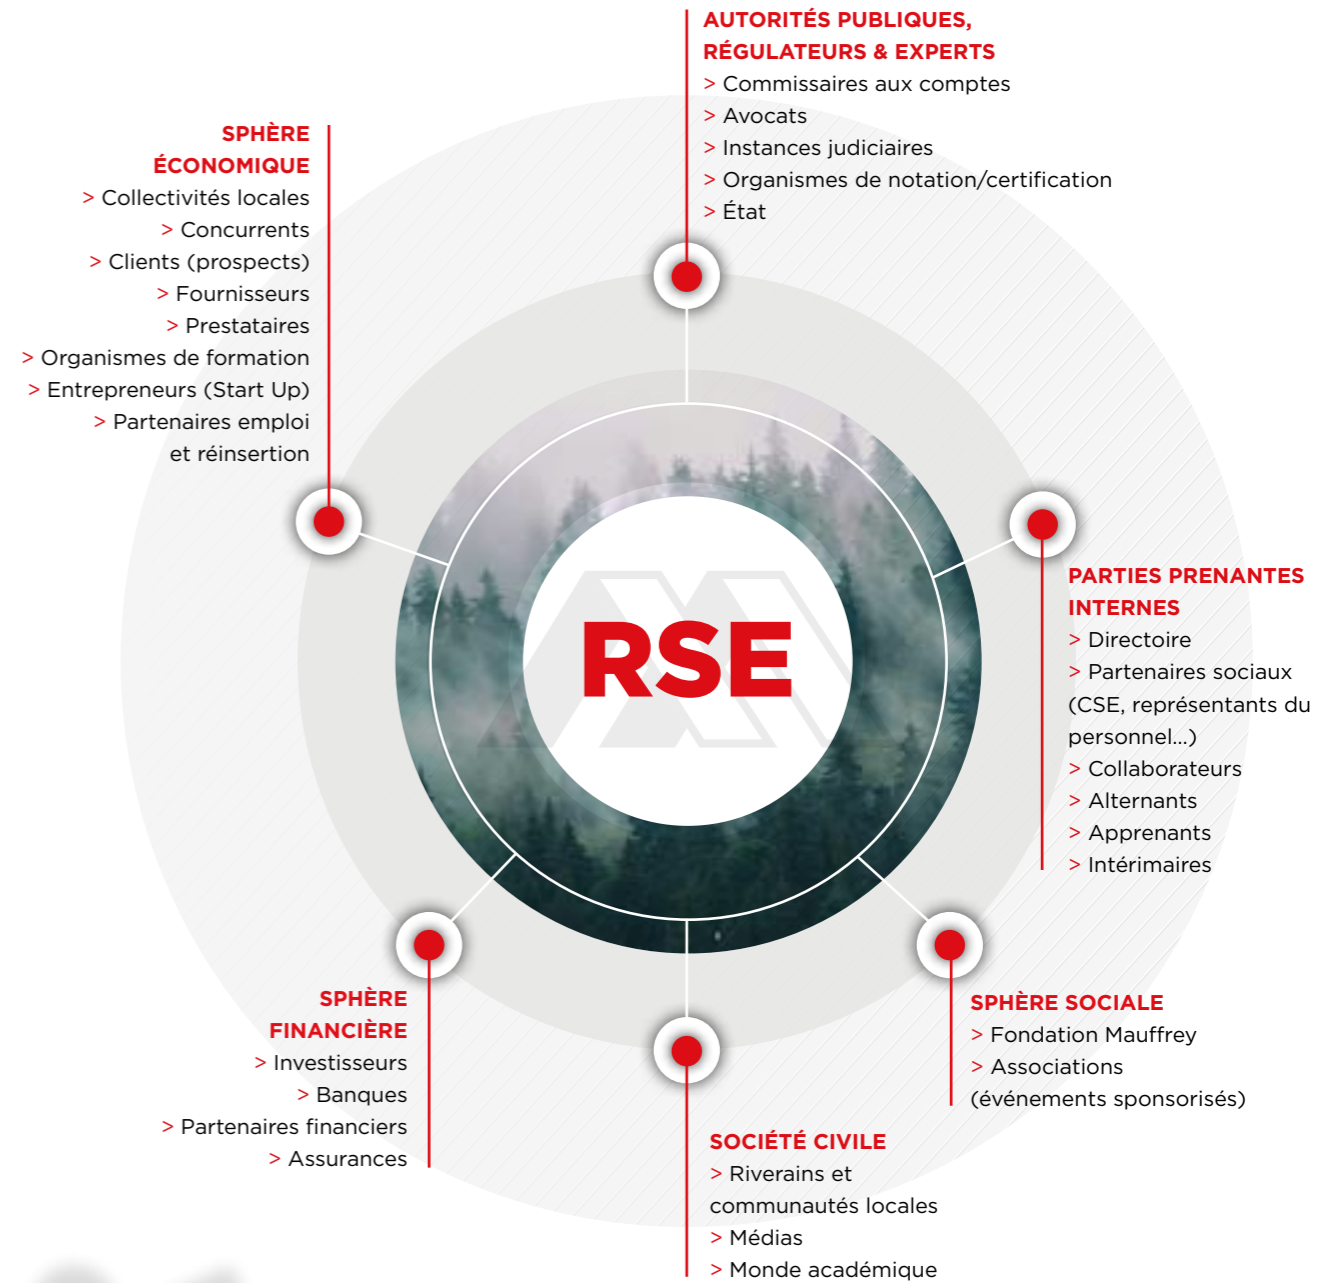 AUTORITÉS PUBLIQUES,
RÉGULATEURS & EXPERTS
> Commissaires aux comptes
> Avocats
> Instances judiciaires
> Organismes de notation/certification
> État
SPHÈRE
ÉCONOMIQUE
> Collectivités locales
> Concurrents
> Clients (prospects)
> Fournisseurs
> Prestataires
> Organismes de formation
> Entrepreneurs (Start Up)
> Partenaires emploi
et réinsertion
RSE
PARTIES PRENANTES
INTERNES
> Directoire
> Partenaires sociaux
(CSE, représentants du
personnel...)
> Collaborateurs
> Alternants
> Apprenants
> Intérimaires
SPHÈRE
FINANCIÈRE
> Investisseurs
> Banques
> Partenaires financiers
> Assurances
SPHÈRE SOCIALE
> Fondation Mauffrey
> Associations
(événements sponsorisés)
SOCIÉTÉ CIVILE
> Riverains et
communautés locales
> Médias
> Monde académique